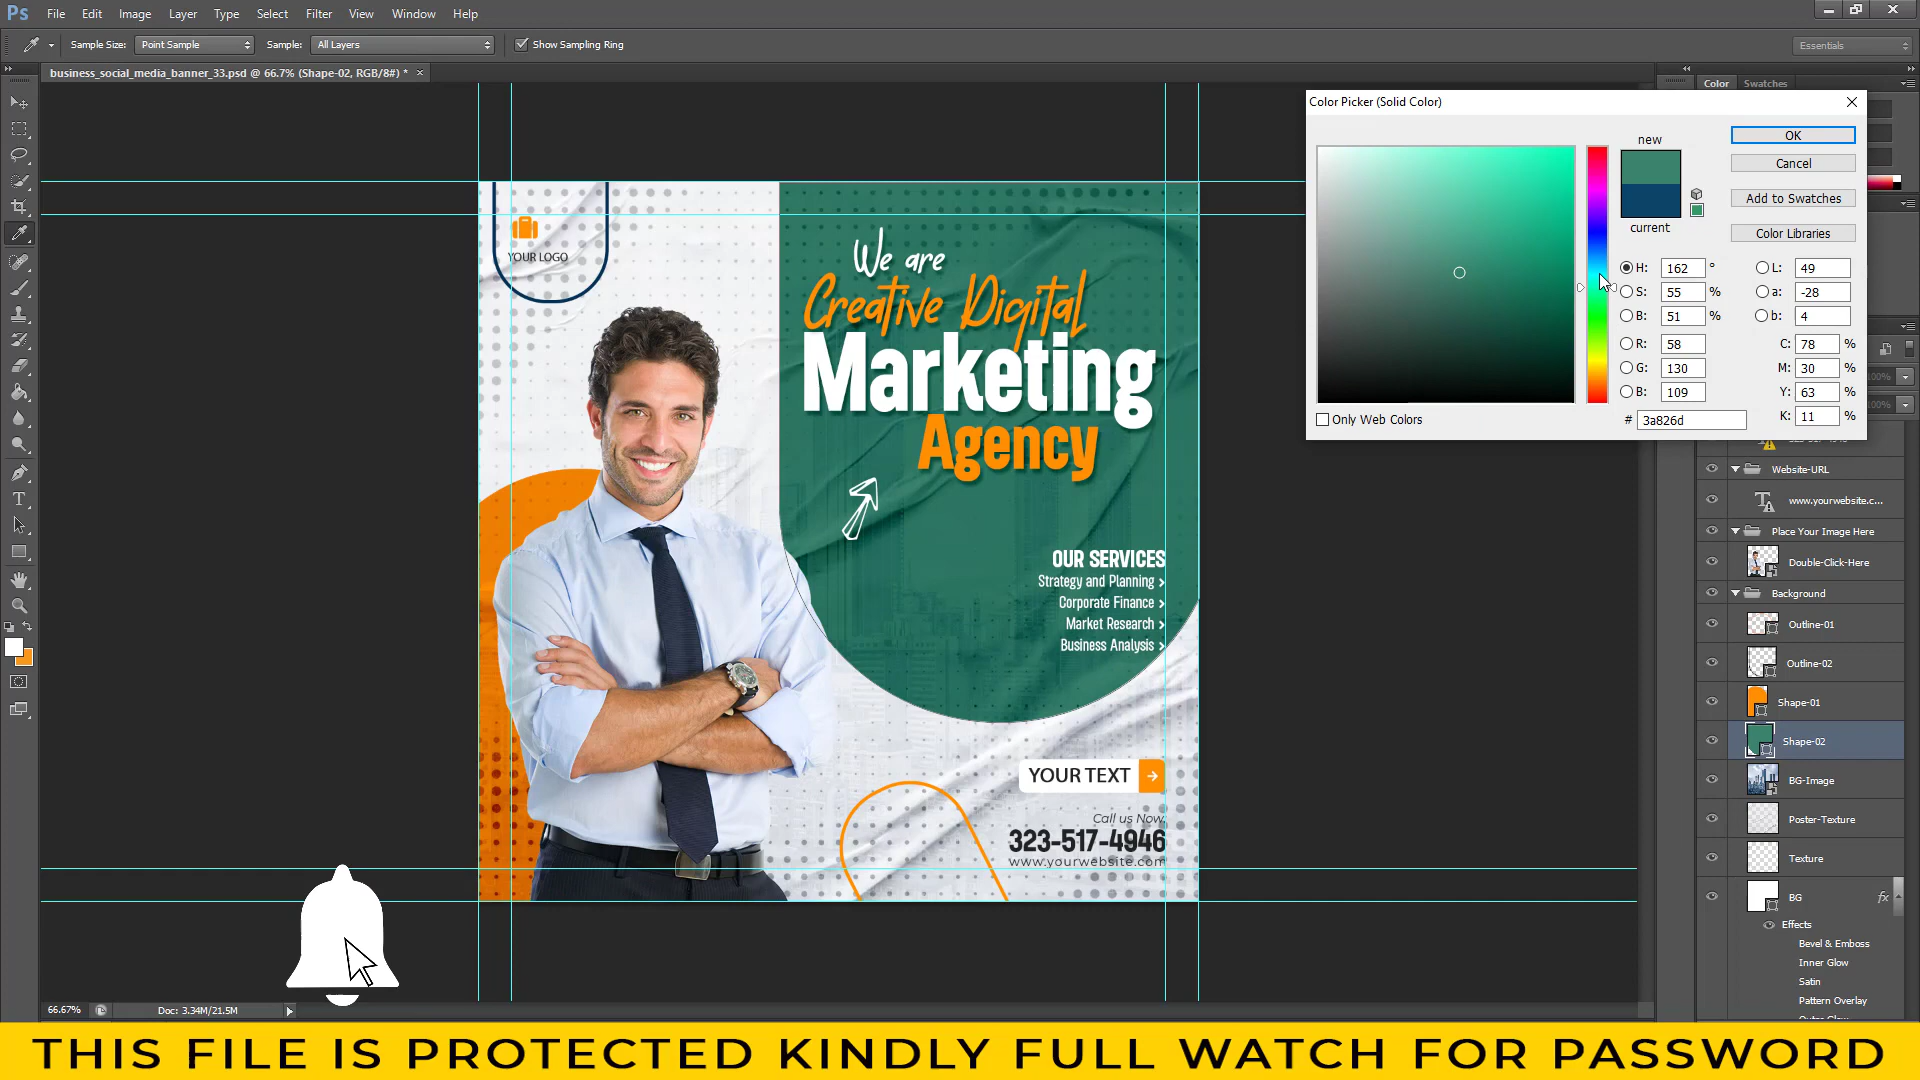 Ps File Edit Image Layer Type Select Filter View Window Help
Sample Size: Point Sample Sample: All Layers Show Sampling Ring Essentials
business_social_media_banner_33.psd @ 66.7% (Shape-02, RGB/8#) *
Color Swatches
Color Picker (Solid Color)
new
OK
Cancel
Add to Swatches
current
Color Libraries
H: 162 ° L: 49
S: 55 % a: -28
B: 51 % b: 4
R: 58 C: 78 %
G: 130 M: 30 %
B: 109 Y: 63 %
K: 11 %
Only Web Colors # 3a826d
YOUR LOGO
We are
Creative Digital
Marketing
Agency
OUR SERVICES
Strategy and Planning >
Corporate Finance >
Market Research >
Business Analysis >
YOUR TEXT
Call us Now
323-517-4946
www.yourwebsite.com
100%
100%
Website-URL
www.yourwebsite.c...
Place Your Image Here
Double-Click-Here
Background
Outline-01
Outline-02
Shape-01
Shape-02
BG-Image
Poster-Texture
Texture
BG fx
Effects
Bevel & Emboss
Inner Glow
Satin
Pattern Overlay
66.67% Doc: 3.34M/21.5M
THIS FILE IS PROTECTED KINDLY FULL WATCH FOR PASSWORD